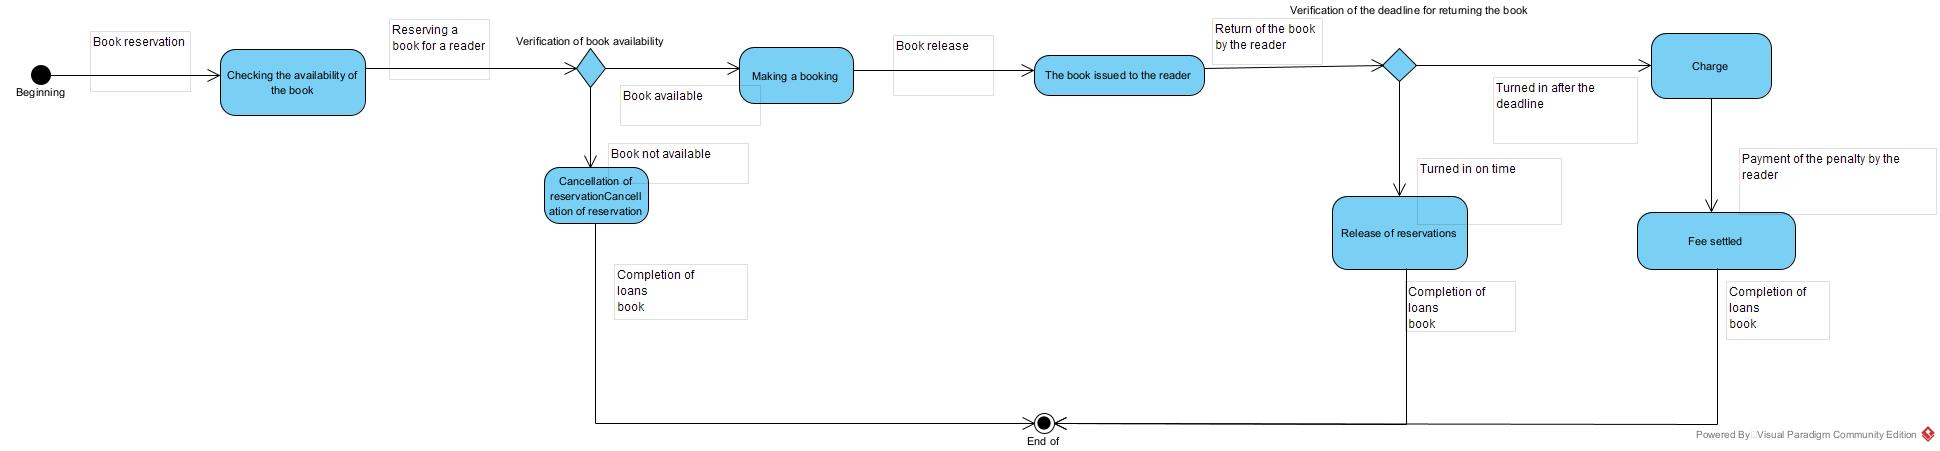 Verification of the deadline for returning the book
Reserving a
book for a reader
Return of the book
by the reader
Book reservation
Verification of book availability
Book release
Beginning
Checking the availability of
the book
Making a booking
The book issued to the reader
Charge
Book available
Turned in after the
deadline
Book not available
Turned in on time
Payment of the penalty by the
reader
Cancellation of
reservationCancell
ation of reservation
Release of reservations
Fee settled
Completion of
loans
book
Completion of
loans
book
Completion of
loans
book
End of
Powered By Visual Paradigm Community Edition